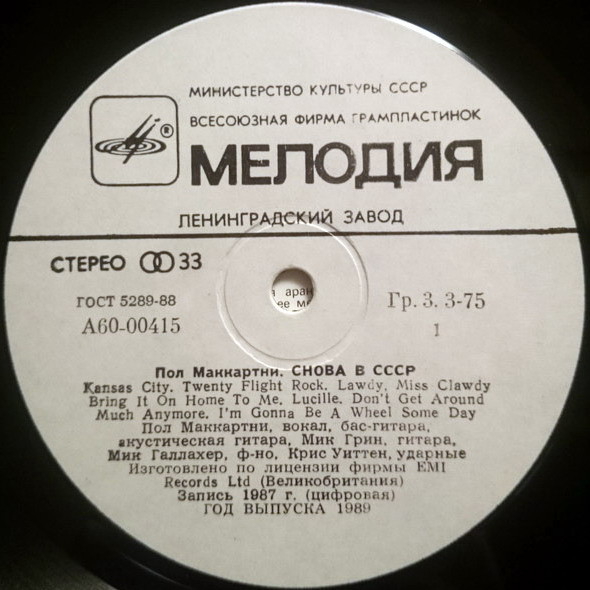 МИНИСТЕРСТВО КУЛЬТУРЫ СССР
ВСЕСОЮЗНАЯ ФИРМА ГРАМПЛАСТИНОК
®
МЕЛОДИЯ
ЛЕНИНГРАДСКИЙ ЗАВОД
СТЕРЕО 33
ГОСТ 5289-88
А60-00415
Гр. 3. 3-75
I
Пол Маккартни. СНОВА В СССР
Kansas City. Twenty Flight Rock. Lawdy, Miss Clawdy
Bring It On Home To Me. Lucille. Don't Get Around
Much Anymore. I'm Gonna Be A Wheel Some Day
Пол Маккартни, вокал, бас-гитара,
акустическая гитара, Мик Грин, гитара,
Мик Галлахер, ф-но, Крис Уиттен, ударные
Изготовлено по лицензии фирмы EMI
Records Ltd (Великобритания)
Запись 1987 г. (цифровая)
ГОД ВЫПУСКА 1989